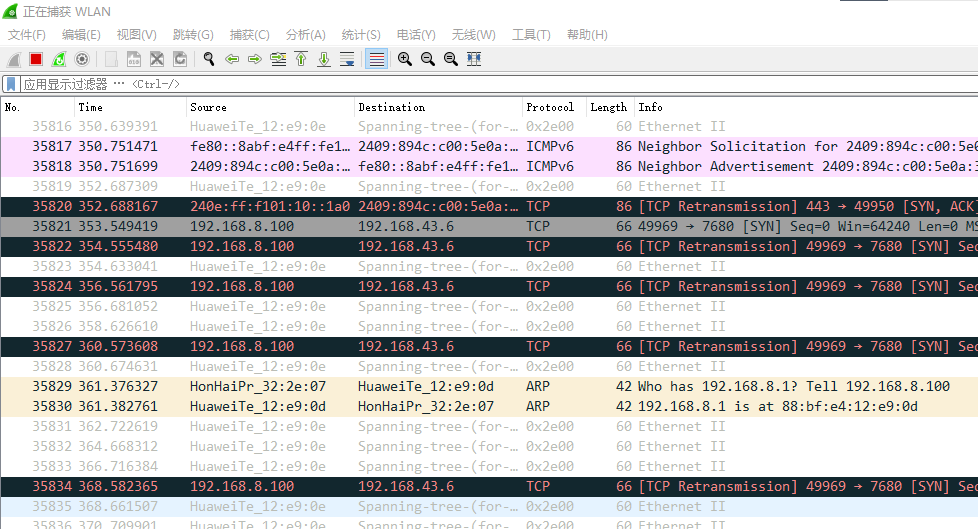 正在捕获 WLAN
文件(F) 编辑(E) 视图(V) 跳转(G) 捕获(C) 分析(A) 统计(S) 电话(Y) 无线(W) 工具(T) 帮助(H)
应用显示过滤器 … <Ctrl-/>
No. Time Source Destination Protocol Length Info
35816 350.639391 HuaweiTe_12:e9:0e Spanning-tree-(for-… 0x2e00 60 Ethernet II
35817 350.751471 fe80::8abf:e4ff:fe1… 2409:894c:c00:5e0a:… ICMPv6 86 Neighbor Solicitation for 2409:894c:c00:5e0
35818 350.751699 2409:894c:c00:5e0a:… fe80::8abf:e4ff:fe1… ICMPv6 86 Neighbor Advertisement 2409:894c:c00:5e0a:3
35819 352.687309 HuaweiTe_12:e9:0e Spanning-tree-(for-… 0x2e00 60 Ethernet II
35820 352.688167 240e:ff:f101:10::1a0 2409:894c:c00:5e0a:… TCP 86 [TCP Retransmission] 443 → 49950 [SYN, ACK]
35821 353.549419 192.168.8.100 192.168.43.6 TCP 66 49969 → 7680 [SYN] Seq=0 Win=64240 Len=0 MS
35822 354.555480 192.168.8.100 192.168.43.6 TCP 66 [TCP Retransmission] 49969 → 7680 [SYN] Seq
35823 354.633041 HuaweiTe_12:e9:0e Spanning-tree-(for-… 0x2e00 60 Ethernet II
35824 356.561795 192.168.8.100 192.168.43.6 TCP 66 [TCP Retransmission] 49969 → 7680 [SYN] Seq
35825 356.681052 HuaweiTe_12:e9:0e Spanning-tree-(for-… 0x2e00 60 Ethernet II
35826 358.626610 HuaweiTe_12:e9:0e Spanning-tree-(for-… 0x2e00 60 Ethernet II
35827 360.573608 192.168.8.100 192.168.43.6 TCP 66 [TCP Retransmission] 49969 → 7680 [SYN] Seq
35828 360.674631 HuaweiTe_12:e9:0e Spanning-tree-(for-… 0x2e00 60 Ethernet II
35829 361.376327 HonHaiPr_32:2e:07 HuaweiTe_12:e9:0d ARP 42 Who has 192.168.8.1? Tell 192.168.8.100
35830 361.382761 HuaweiTe_12:e9:0d HonHaiPr_32:2e:07 ARP 42 192.168.8.1 is at 88:bf:e4:12:e9:0d
35831 362.722619 HuaweiTe_12:e9:0e Spanning-tree-(for-… 0x2e00 60 Ethernet II
35832 364.668312 HuaweiTe_12:e9:0e Spanning-tree-(for-… 0x2e00 60 Ethernet II
35833 366.716384 HuaweiTe_12:e9:0e Spanning-tree-(for-… 0x2e00 60 Ethernet II
35834 368.582365 192.168.8.100 192.168.43.6 TCP 66 [TCP Retransmission] 49969 → 7680 [SYN] Seq
35835 368.661507 HuaweiTe_12:e9:0e Spanning-tree-(for-… 0x2e00 60 Ethernet II
35836 370.709901 HuaweiTe_12:e9:0e Spanning-tree-(for-… 0x2e00 60 Ethernet II